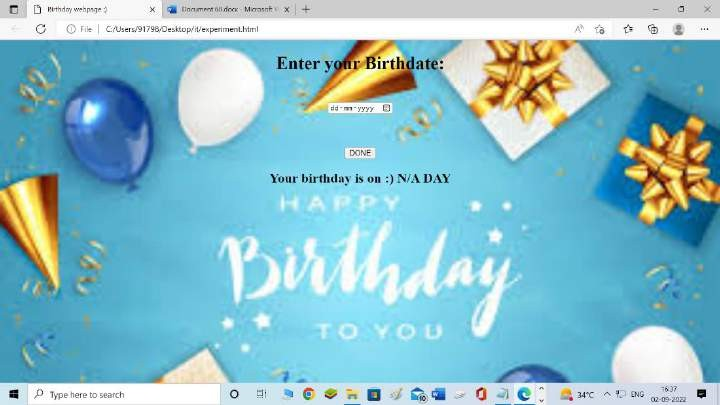 Birthday webpage :)
Document 60.docx - Microsoft W
File
C:/Users/91798/Desktop/it/experiment.html
Enter your Birthdate:
dd-mm-yyyy
DONE
Your birthday is on :) N/A DAY
HAPPY
Birthday
TO YOU
Type here to search
10
34°C
ENG
16:37
02-09-2022